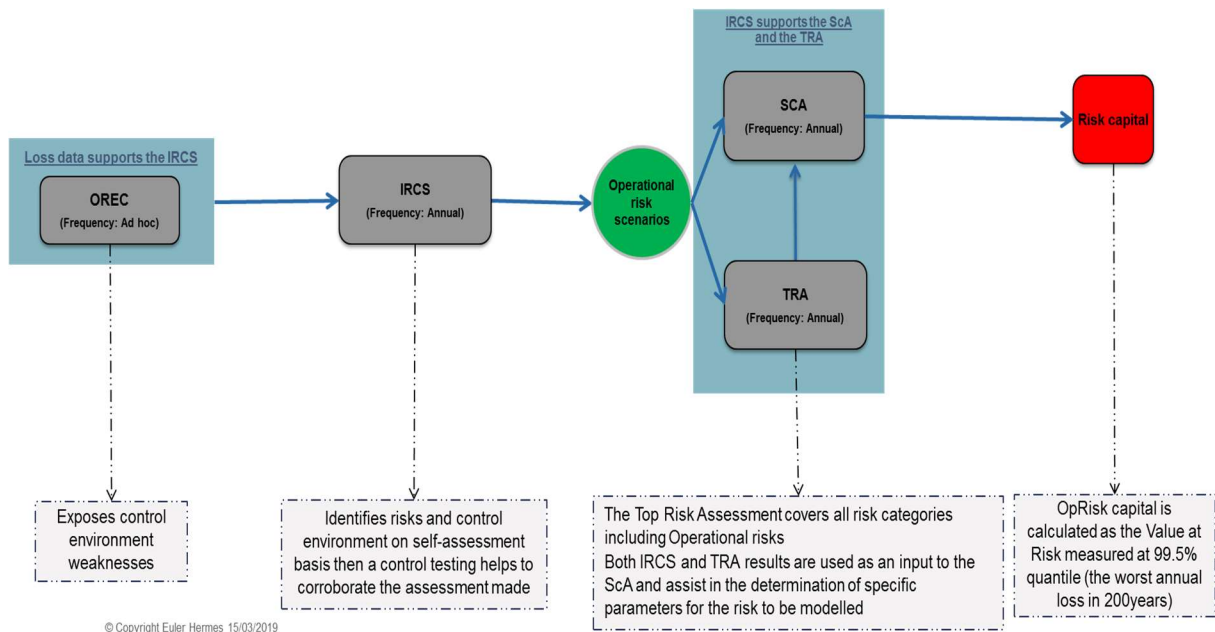 IRCS supports the ScA
and the TRA
SCA
(Frequency: Annual)
Risk capital
Loss data supports the IRCS
OREC
(Frequency: Ad hoc)
IRCS
(Frequency: Annual)
Operational
risk
scenarios
TRA
(Frequency: Annual)
Exposes control
environment
weaknesses
Identifies risks and control
environment on self-assessment
basis then a control testing helps to
corroborate the assessment made
The Top Risk Assessment covers all risk categories
including Operational risks
Both IRCS and TRA results are used as an input to the
ScA and assist in the determination of specific
parameters for the risk to be modelled
OpRisk capital is
calculated as the Value at
Risk measured at 99.5%
quantile (the worst annual
loss in 200years)
© Copyright Euler Hermes 15/03/2019